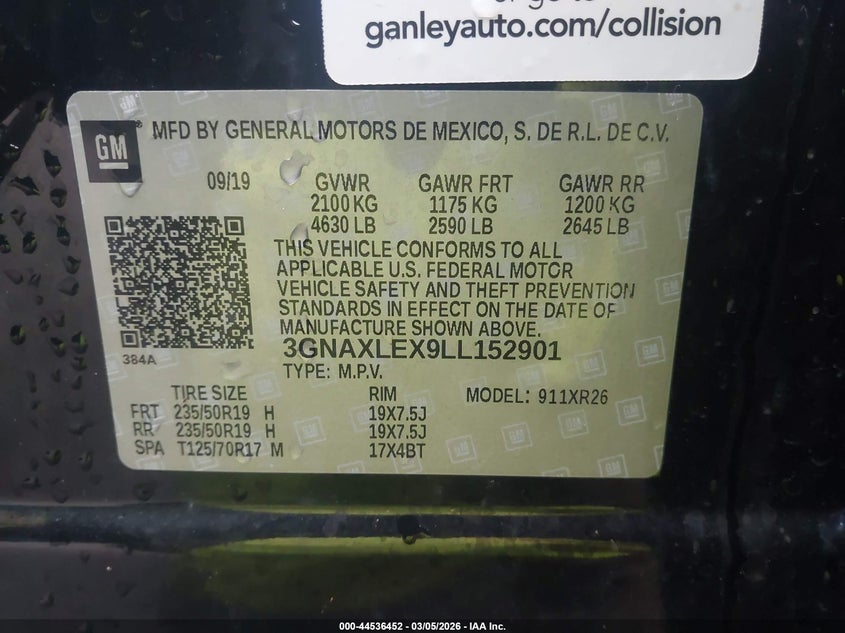 ganleyauto.com/collision
GM
MFD BY GENERAL MOTORS DE MEXICO, S. DE R.L. DE C.V.
09/19 GVWR GAWR FRT GAWR RR
2100 KG 1175 KG 1200 KG
4630 LB 2590 LB 2645 LB
THIS VEHICLE CONFORMS TO ALL
APPLICABLE U.S. FEDERAL MOTOR
VEHICLE SAFETY AND THEFT PREVENTION
STANDARDS IN EFFECT ON THE DATE OF
MANUFACTURE SHOWN ABOVE.
384A
3GNAXLEX9LL152901
TYPE: M.P.V.
TIRE SIZE RIM MODEL: 911XR26
FRT 235/50R19 H 19X7.5J
RR 235/50R19 H 19X7.5J
SPA T125/70R17 M 17X4BT
000-44536452 - 03/05/2026 - IAA Inc.